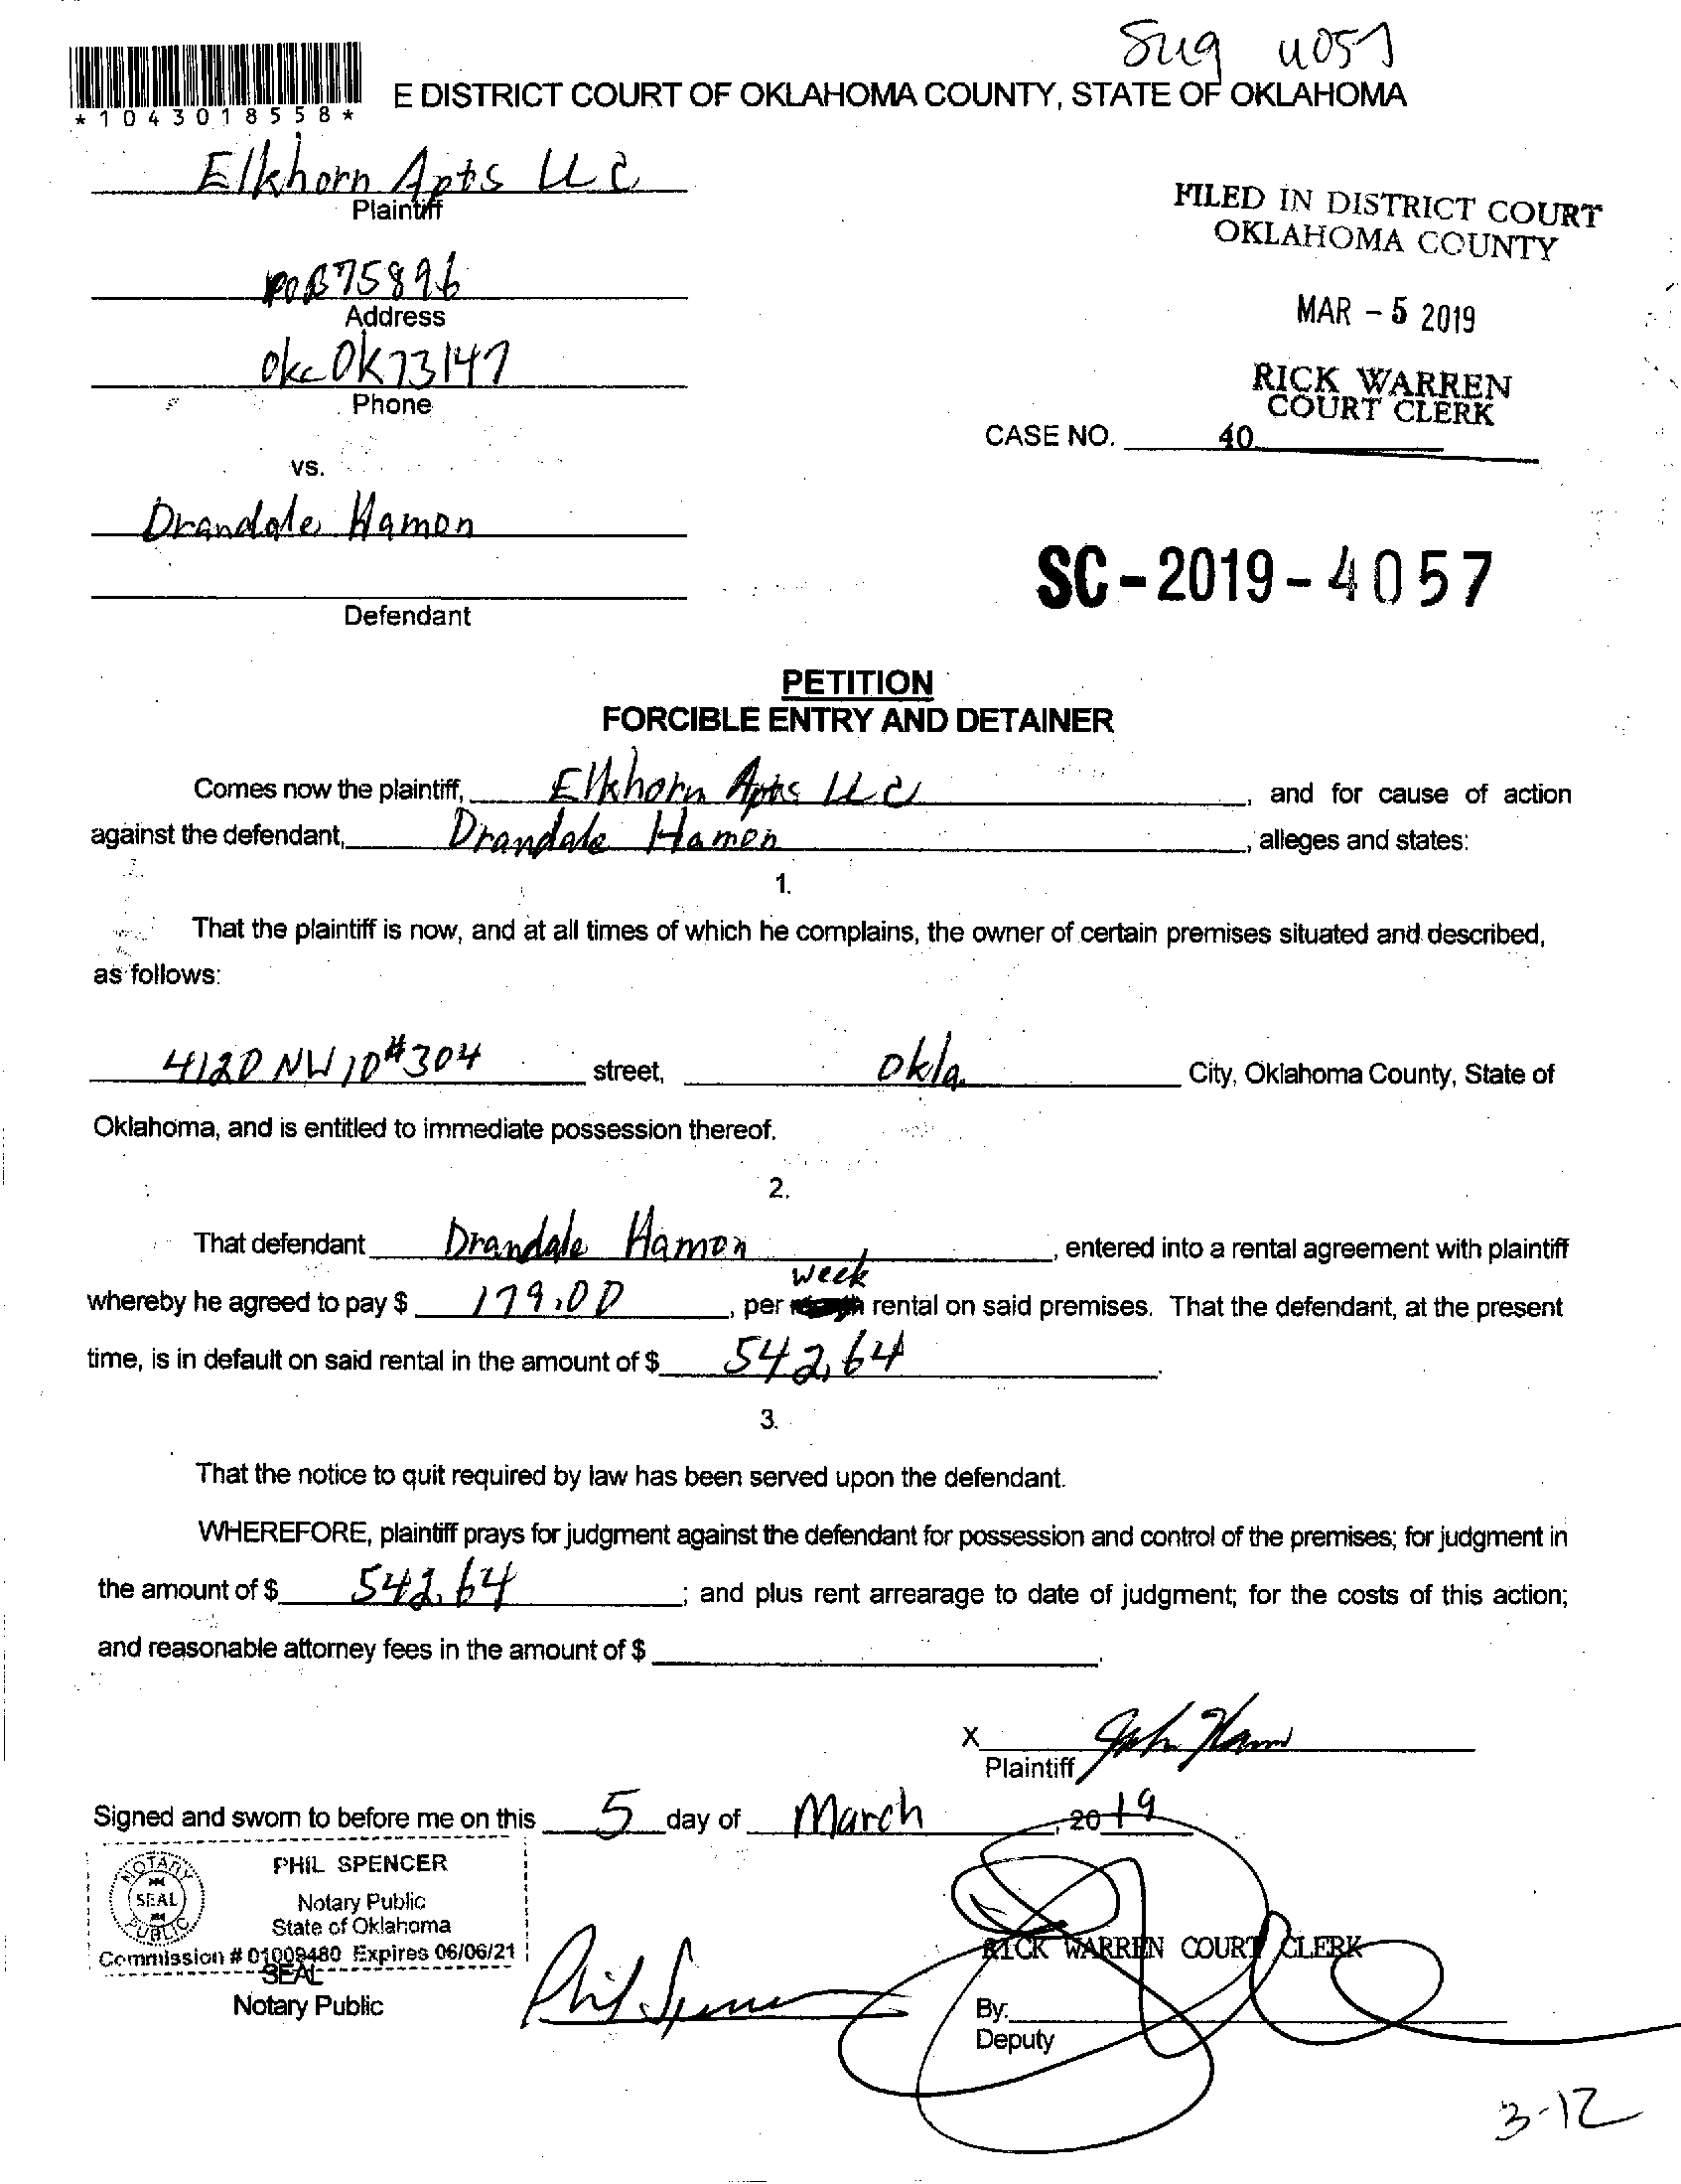 Sug 4057
*1043018558*
E DISTRICT COURT OF OKLAHOMA COUNTY, STATE OF OKLAHOMA
Elkhorn Apts LLC
Plaintiff
POB 75896
Address
OKC OK 73147
Phone
vs.
Drandale Hamon
Defendant
FILED IN DISTRICT COURT
OKLAHOMA COUNTY
MAR - 5 2019
RICK WARREN
COURT CLERK
CASE NO. 40
SC - 2019 - 4057
PETITION
FORCIBLE ENTRY AND DETAINER
Comes now the plaintiff, Elkhorn Apts LLC, and for cause of action
against the defendant, Drandale Hamon, alleges and states:
1.
That the plaintiff is now, and at all times of which he complains, the owner of certain premises situated and described,
as follows:
4120 NW 10 #304 street, Okla. City, Oklahoma County, State of
Oklahoma, and is entitled to immediate possession thereof.
2.
That defendant Drandale Hamon, entered into a rental agreement with plaintiff
whereby he agreed to pay $ 179.00, per week rental on said premises. That the defendant, at the present
time, is in default on said rental in the amount of $ 542.64.
3.
That the notice to quit required by law has been served upon the defendant.
WHEREFORE, plaintiff prays for judgment against the defendant for possession and control of the premises; for judgment in
the amount of $ 542.64; and plus rent arrearage to date of judgment; for the costs of this action;
and reasonable attorney fees in the amount of $.
X
Plaintiff
Signed and sworn to before me on this 5 day of March, 2019
NOTARY PUBLIC SEAL
PHIL SPENCER
Notary Public
State of Oklahoma
Commission # 01009480 Expires 06/06/21
SEAL
Notary Public
Phil Spencer
RICK WARREN COURT CLERK
By:
Deputy
3-12